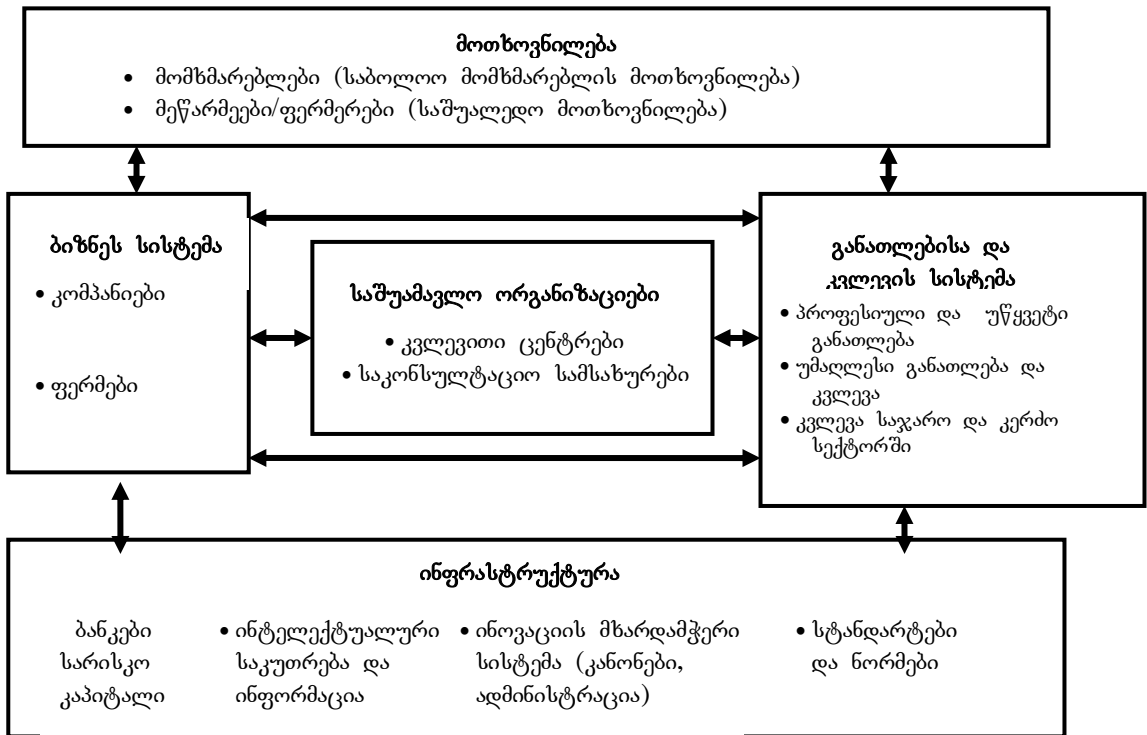 მოთხოვნილება
• მომხმარებლები (საბოლოო მომხმარებლის მოთხოვნილება)
• მეწარმეები/ფერმერები (საშუალედო მოთხოვნილება)
ბიზნეს სისტემა
• კომპანიები
• ფერმები
საშუამავლო ორგანიზაციები
• კვლევითი ცენტრები
• საკონსულტაციო სამსახურები
განათლებისა და
კვლევის სისტემა
• პროფესიული და უწყვეტი
განათლება
• უმაღლესი განათლება და
კვლევა
• კვლევა საჯარო და კერძო
სექტორში
ინფრასტრუქტურა
ბანკები
სარისკო
კაპიტალი
• ინტელექტუალური
საკუთრება და
ინფორმაცია
• ინოვაციის მხარდამჭერი
სისტემა (კანონები,
ადმინისტრაცია)
• სტანდარტები
და ნორმები